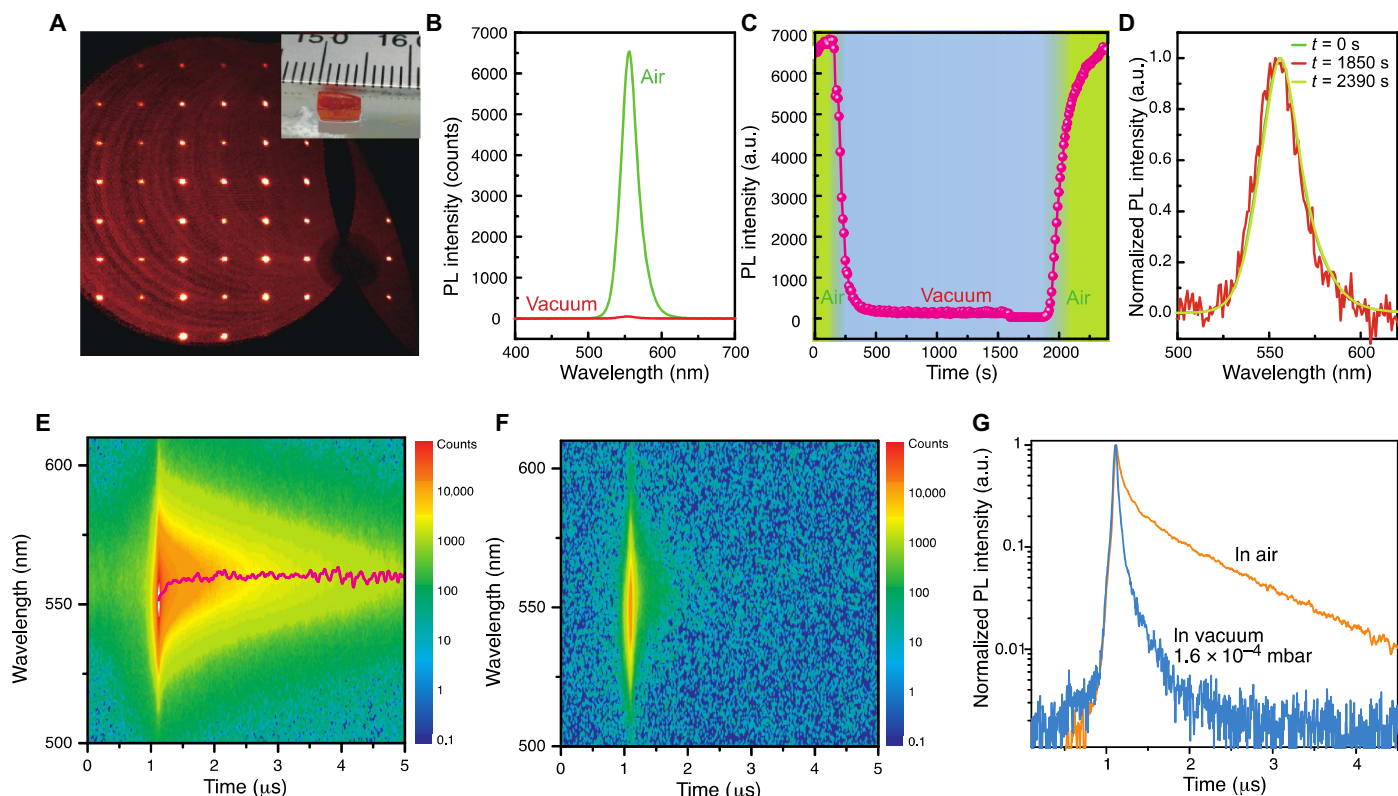 A
15.0
16.0
B
PL intensity (counts)
7000
6000
5000
4000
3000
2000
1000
0
Air
Vacuum
400
500
600
700
Wavelength (nm)
C
PL intensity (a.u.)
7000
6000
5000
4000
3000
2000
1000
0
Air
Vacuum
Air
0
500
1000
1500
2000
Time (s)
D
Normalized PL intensity (a.u.)
t = 0 s
t = 1850 s
t = 2390 s
1.0
0.8
0.6
0.4
0.2
0.0
500
550
600
Wavelength (nm)
E
Wavelength (nm)
600
550
500
0
1
2
3
4
5
Time (μs)
Counts
10,000
1000
100
10
1
0.1
F
Wavelength (nm)
600
550
500
0
1
2
3
4
5
Time (μs)
Counts
10,000
1000
100
10
1
0.1
G
Normalized PL intensity (a.u.)
1
0.1
0.01
In air
In vacuum
1.6 × 10⁻⁴ mbar
1
2
3
4
Time (μs)